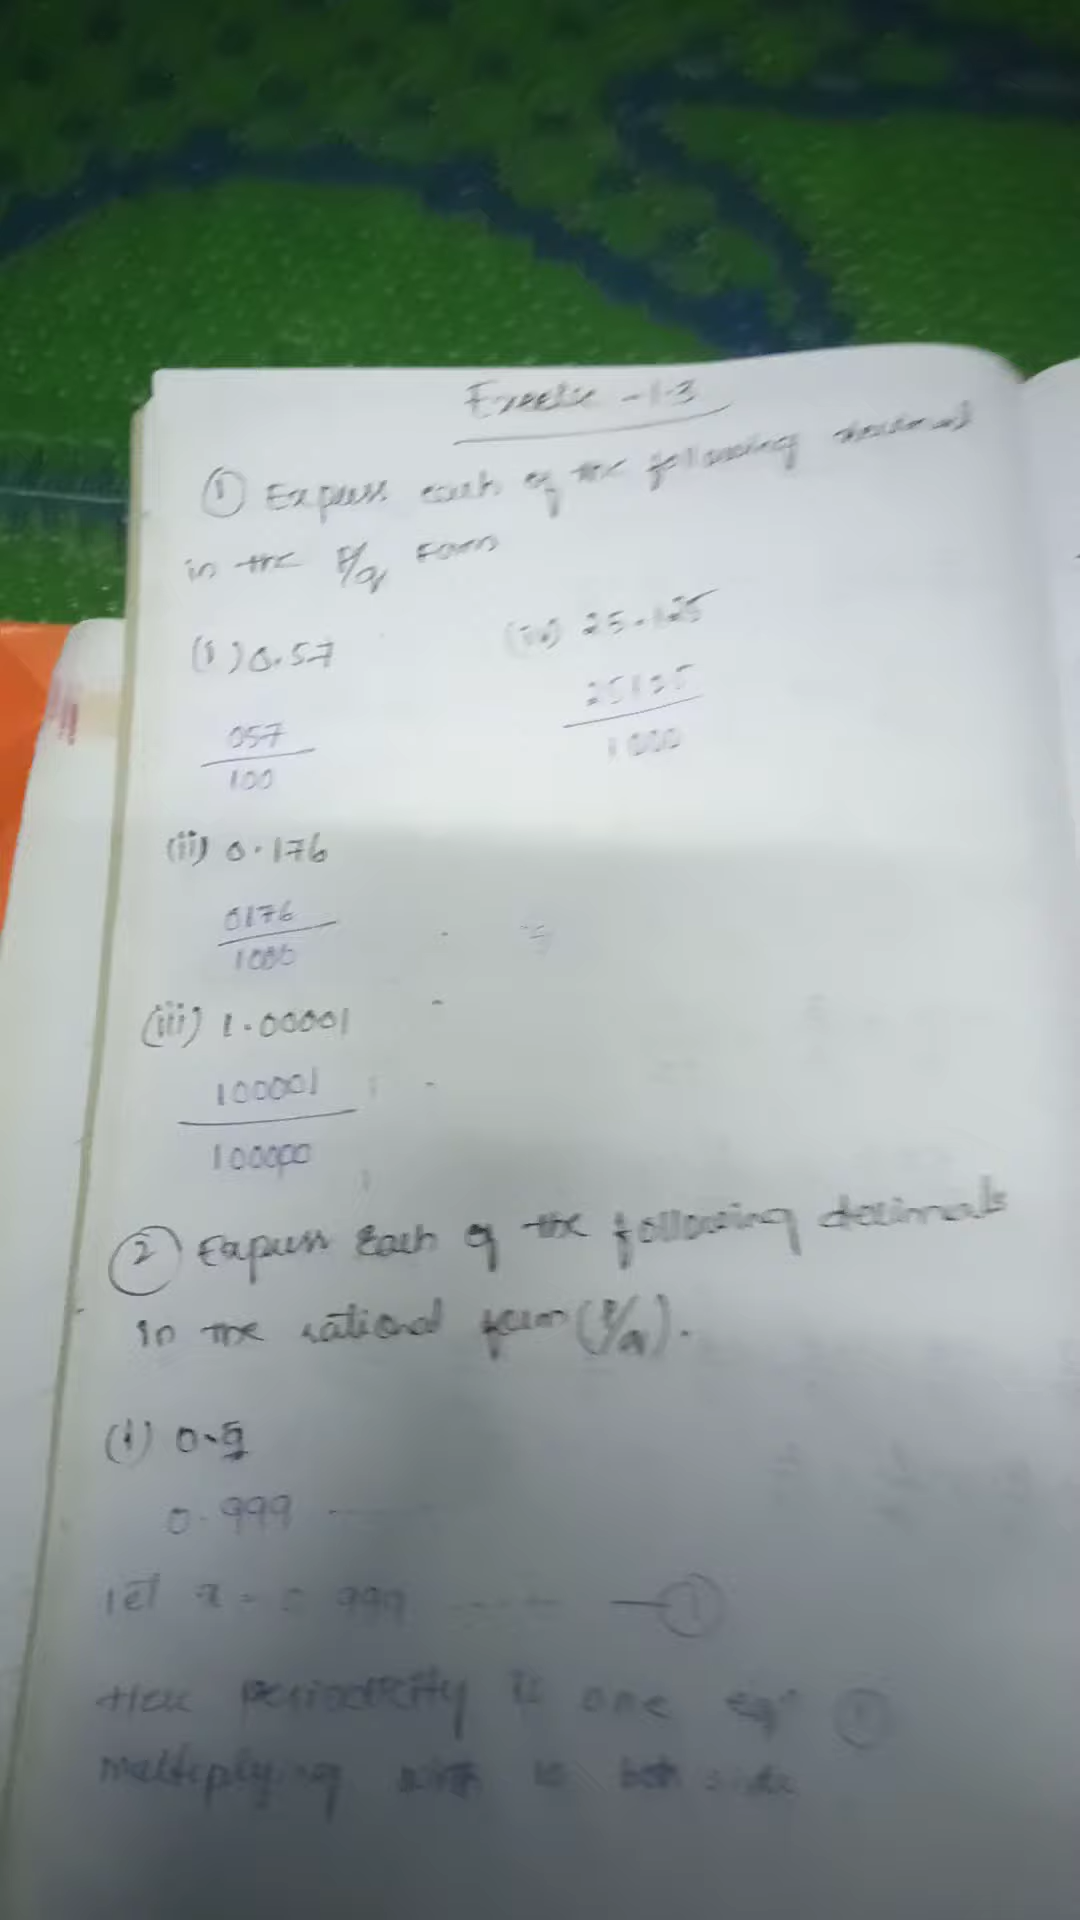 Exercise - 1.3
① Express each of the following decimal
in the P/q Form
(i) 0.57
057
100
(iv) 25.125
25125
1000
(ii) 0.176
0176
1000
(iii) 1.00001
100001
100000
② Express Each of the following decimals
in the rational form (P/q).
(i) 0.9
0.999 -----
let x = 0.999 ----- — ①
Here periodicity is one eqn ①
multiplying with 10 both side